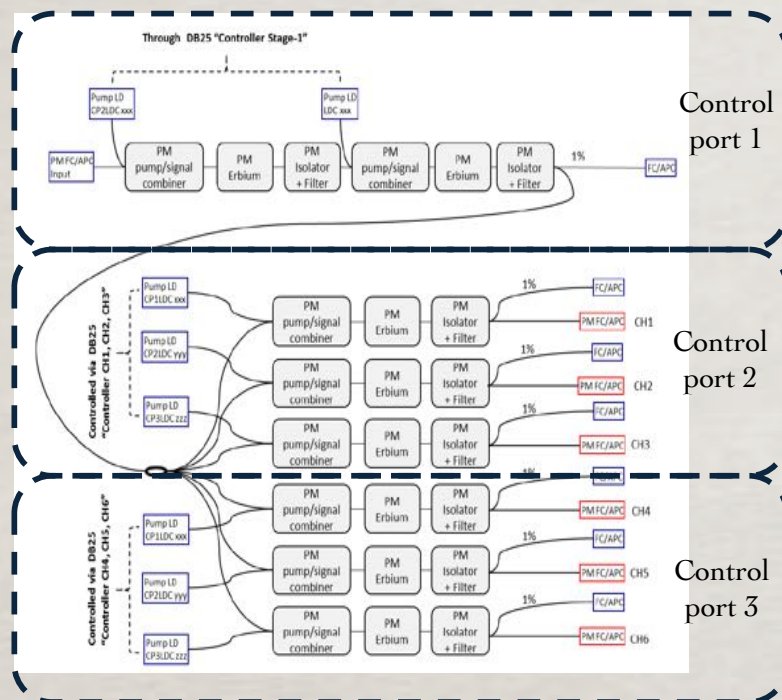 Through DB25 "Controller Stage-1"
Pump LD
CP2LDC xxx
Pump LD
LDC xxx
Control
port 1
PM FC/APC
Input
PM
pump/signal
combiner
PM
Erbium
PM
Isolator
+ Filter
PM
pump/signal
combiner
PM
Erbium
PM
Isolator
+ Filter
1%
FC/APC
Controlled via DB25
"Controller CH1, CH2, CH3"
Pump LD
CP1LDC xxx
Pump LD
CP2LDC yyy
Pump LD
CP3LDC zzz
PM
pump/signal
combiner
PM
Erbium
PM
Isolator
+ Filter
1%
FC/APC
PM FC/APC
CH1
PM
pump/signal
combiner
PM
Erbium
PM
Isolator
+ Filter
1%
FC/APC
PM FC/APC
CH2
PM
pump/signal
combiner
PM
Erbium
PM
Isolator
+ Filter
1%
FC/APC
PM FC/APC
CH3
Control
port 2
Controlled via DB25
"Controller CH4, CH5, CH6"
Pump LD
CP1LDC xxx
Pump LD
CP2LDC yyy
Pump LD
CP3LDC zzz
PM
pump/signal
combiner
PM
Erbium
PM
Isolator
+ Filter
1%
FC/APC
PM FC/APC
CH4
PM
pump/signal
combiner
PM
Erbium
PM
Isolator
+ Filter
1%
FC/APC
PM FC/APC
CH5
PM
pump/signal
combiner
PM
Erbium
PM
Isolator
+ Filter
1%
FC/APC
PM FC/APC
CH6
Control
port 3